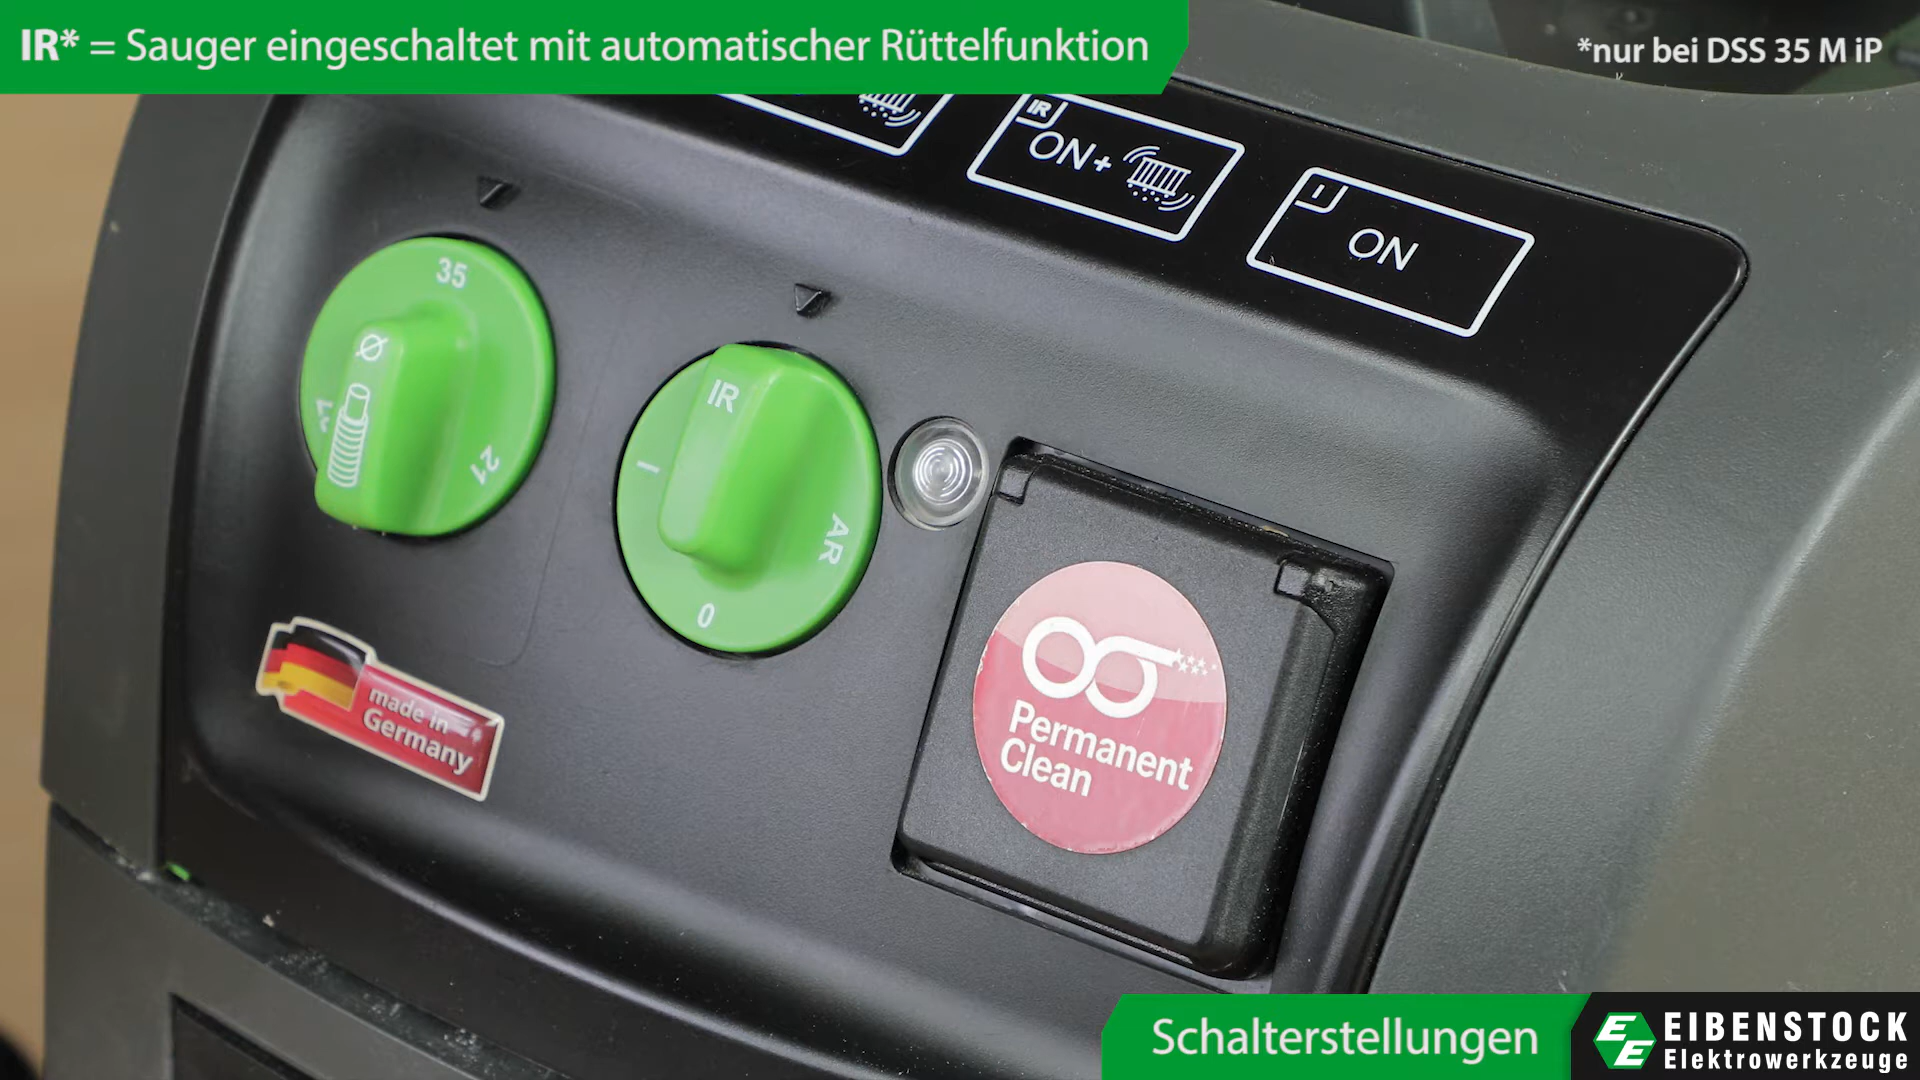 IR* = Sauger eingeschaltet mit automatischer Rüttelfunktion
*nur bei DSS 35 M iP
IR
ON+
I
ON
35
Ø
27
21
IR
I
AR
0
made in
Germany
Permanent
Clean
Schalterstellungen
EIBENSTOCK
Elektrowerkzeuge